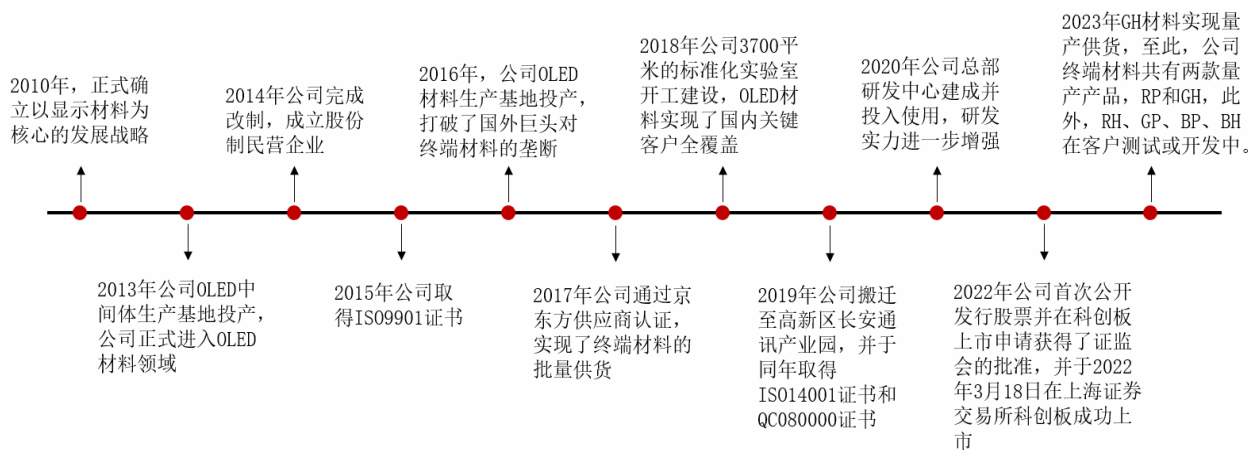 2010年，正式确
立以显示材料为
核心的发展战略
2013年公司OLED中
间体生产基地投产，
公司正式进入OLED
材料领域
2014年公司完成
改制，成立股份
制民营企业
2015年公司取
得ISO9901证书
2016年，公司OLED
材料生产基地投产，
打破了国外巨头对
终端材料的垄断
2017年公司通过京
东方供应商认证，
实现了终端材料的
批量供货
2018年公司3700平
米的标准化实验室
开工建设，OLED材
料实现了国内关键
客户全覆盖
2019年公司搬迁
至高新区长安通
讯产业园，并于
同年取得
ISO14001证书和
QC080000证书
2020年公司总部
研发中心建成并
投入使用，研发
实力进一步增强
2022年公司首次公开
发行股票并在科创板
上市申请获得了证监
会的批准，并于2022
年3月18日在上海证券
交易所科创板成功上
市
2023年GH材料实现量
产供货，至此，公司
终端材料共有两款量
产产品，RP和GH，此
外，RH、GP、BP、BH
在客户测试或开发中。